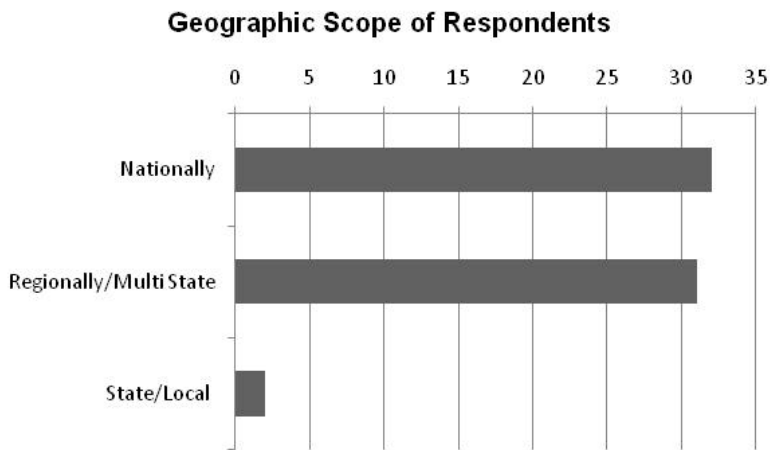 Geographic Scope of Respondents
0 5 10 15 20 25 30 35
Nationally
Regionally/Multi State
State/Local